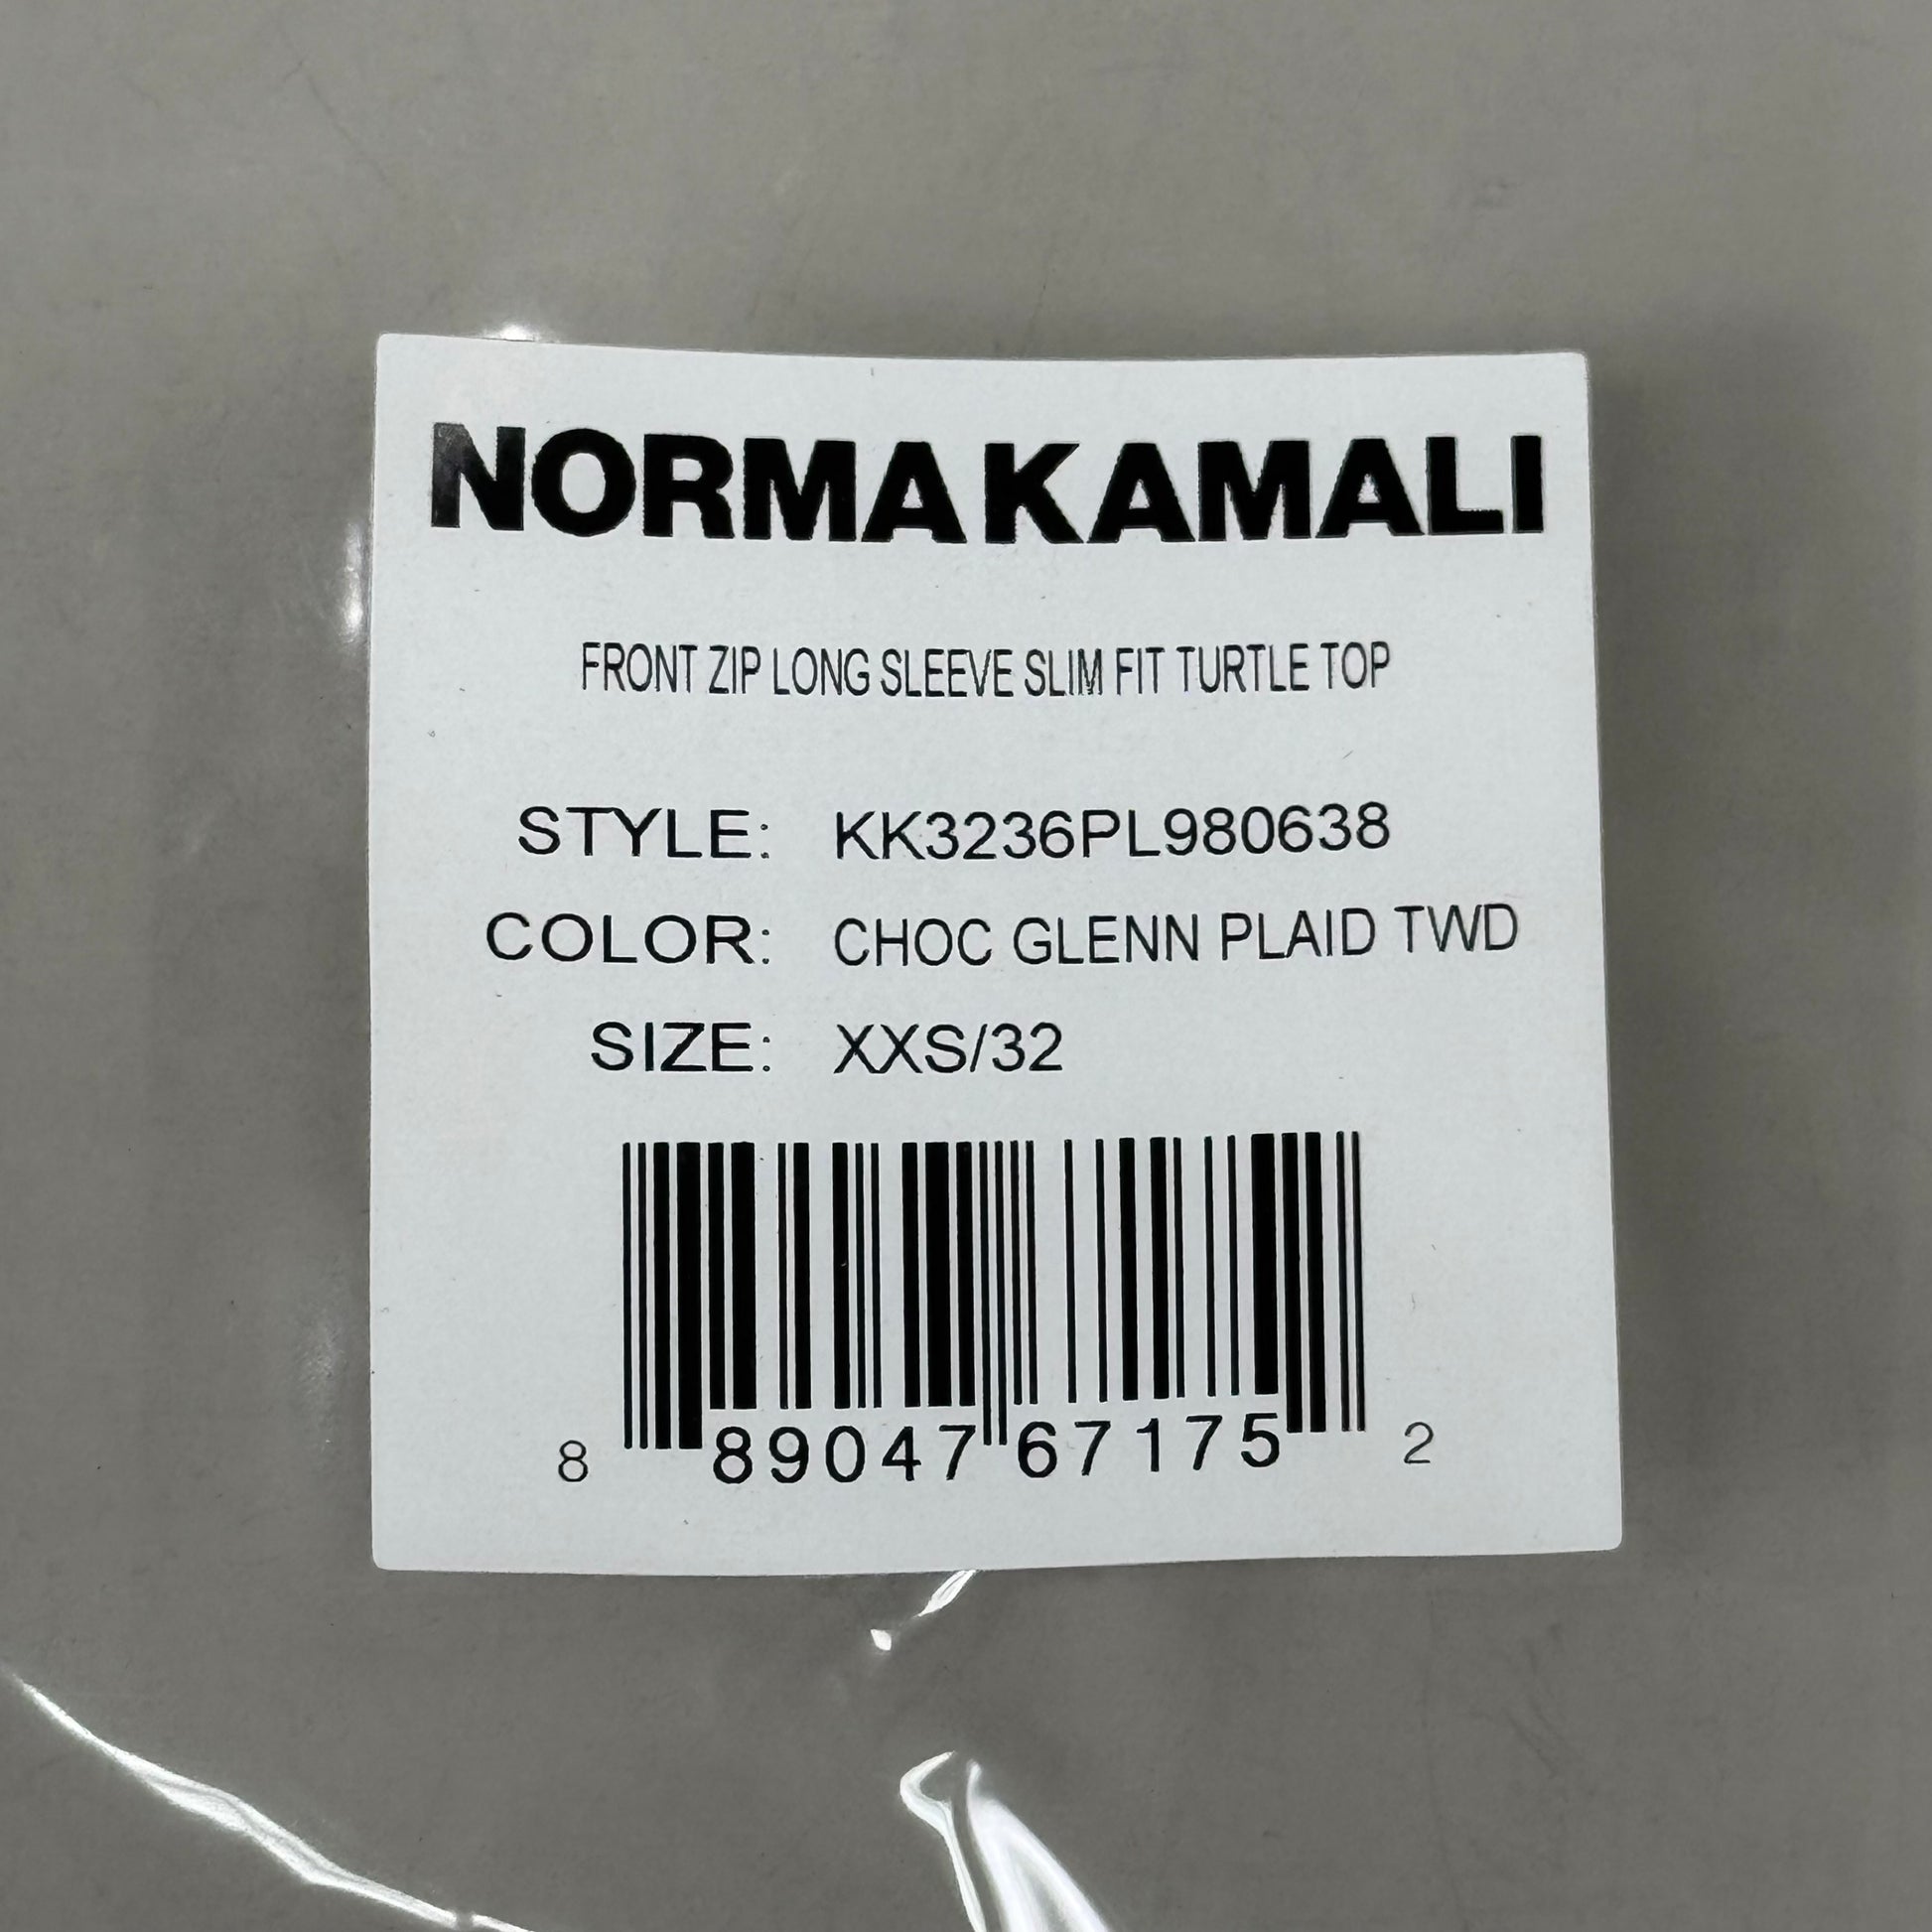 NORMA KAMALI
FRONT ZIP LONG SLEEVE SLIM FIT TURTLE TOP
STYLE: KK3236PL980638
COLOR: CHOC GLENN PLAID TWD
SIZE: XXS/32
8 89047 67175 2